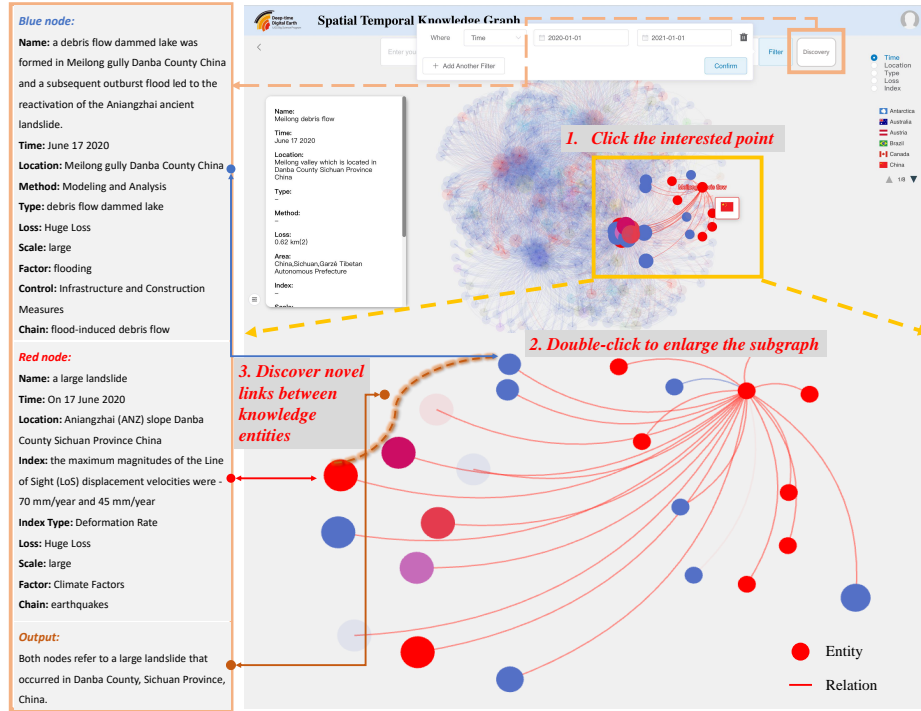 Blue node:
Name: a debris flow dammed lake was
formed in Meilong gully Danba County China
and a subsequent outburst flood led to the
reactivation of the Aniangzhai ancient
landslide.
Time: June 17 2020
Location: Meilong gully Danba County China
Method: Modeling and Analysis
Type: debris flow dammed lake
Loss: Huge Loss
Scale: large
Factor: flooding
Control: Infrastructure and Construction
Measures
Chain: flood-induced debris flow
Red node:
Name: a large landslide
Time: On 17 June 2020
Location: Aniangzhai (ANZ) slope Danba
County Sichuan Province China
Index: the maximum magnitudes of the Line
of Sight (LoS) displacement velocities were -
70 mm/year and 45 mm/year
Index Type: Deformation Rate
Loss: Huge Loss
Scale: large
Factor: Climate Factors
Chain: earthquakes
Output:
Both nodes refer to a large landslide that
occurred in Danba County, Sichuan Province,
China.
Deep-time
Digital Earth
Spatial Temporal Knowledge Graph
Where Time 2020-01-01 2021-01-01
Enter you
+ Add Another Filter Confirm
Filter Discovery
Time
Location
Type
Loss
Index
Antarctica
Australia
Austria
Brazil
Canada
China
1/8
Name:
Meilong debris flow
Time:
June 17 2020
Location:
Meilong valley which is located in
Danba County Sichuan Province
China
Type:
–
Method:
–
Loss:
0.62 km(2)
Area:
China,Sichuan,Garzê Tibetan
Autonomous Prefecture
Index:
–
1. Click the interested point
Meilong debris flow
2. Double-click to enlarge the subgraph
3. Discover novel
links between
knowledge
entities
Entity
Relation